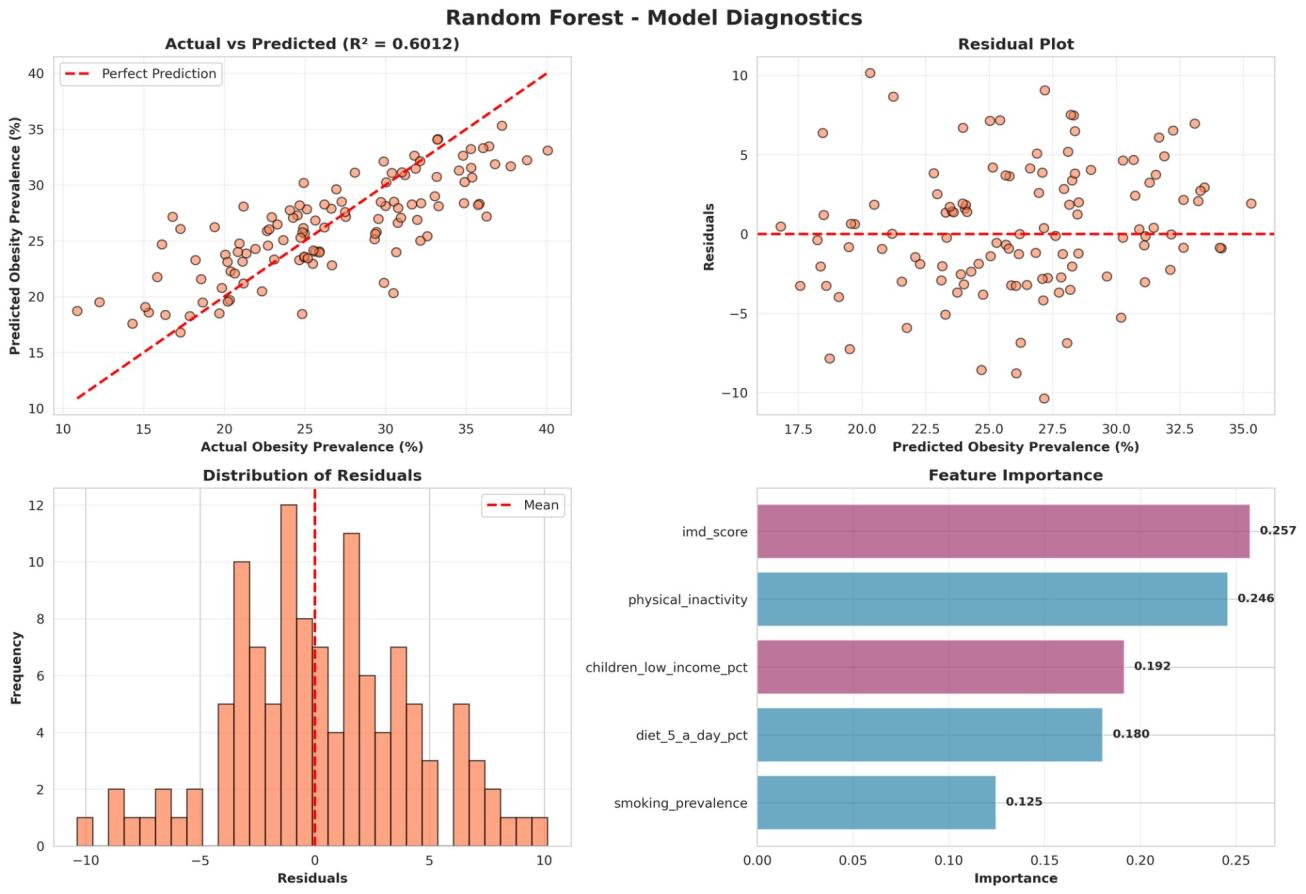 Random Forest - Model Diagnostics
Actual vs Predicted (R² = 0.6012)
Perfect Prediction
Predicted Obesity Prevalence (%)
40
35
30
25
20
15
10
10 15 20 25 30 35 40
Actual Obesity Prevalence (%)
Residual Plot
Residuals
10
5
0
−5
−10
17.5 20.0 22.5 25.0 27.5 30.0 32.5 35.0
Predicted Obesity Prevalence (%)
Distribution of Residuals
Mean
Frequency
12
10
8
6
4
2
0
−10 −5 0 5 10
Residuals
Feature Importance
imd_score 0.257
physical_inactivity 0.246
children_low_income_pct 0.192
diet_5_a_day_pct 0.180
smoking_prevalence 0.125
0.00 0.05 0.10 0.15 0.20 0.25
Importance